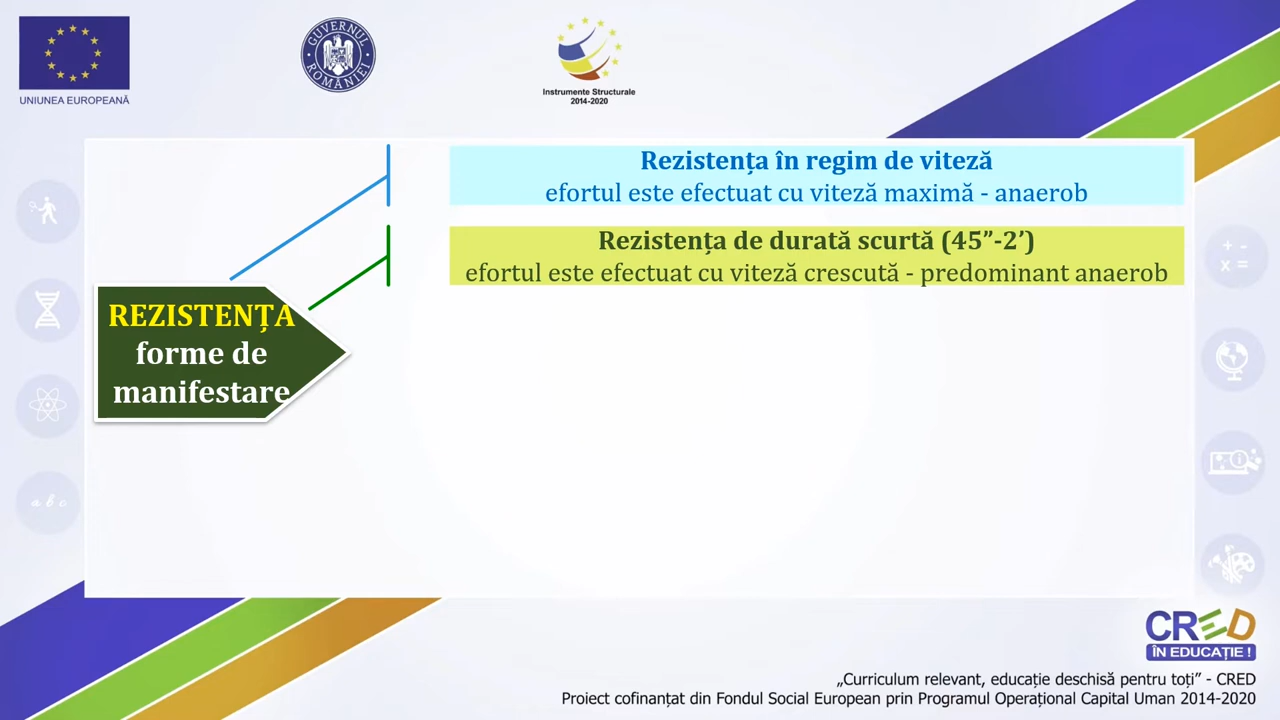 UNIUNEA EUROPEANĂ
GUVERNUL ROMÂNIEI
Instrumente Structurale
2014-2020
Rezistența în regim de viteză
efortul este efectuat cu viteză maximă - anaerob
Rezistența de durată scurtă (45”-2’)
efortul este efectuat cu viteză crescută - predominant anaerob
REZISTENȚA
forme de
manifestare
+ -
x =
a b c
CRED
ÎN EDUCAȚIE !
„Curriculum relevant, educație deschisă pentru toți” - CRED
Proiect cofinanțat din Fondul Social European prin Programul Operațional Capital Uman 2014-2020